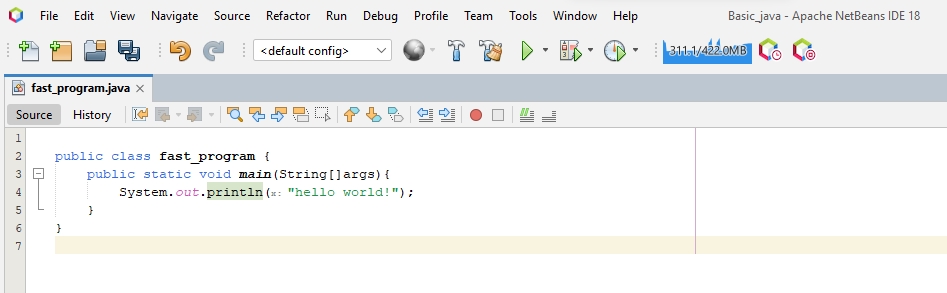 File Edit View Navigate Source Refactor Run Debug Profile Team Tools Window Help Basic_java - Apache NetBeans IDE 18
<default config> 311.1/422.0MB
fast_program.java
Source History
1
2 public class fast_program {
3 public static void main(String[]args){
4 System.out.println(x: "hello world!");
5 }
6 }
7